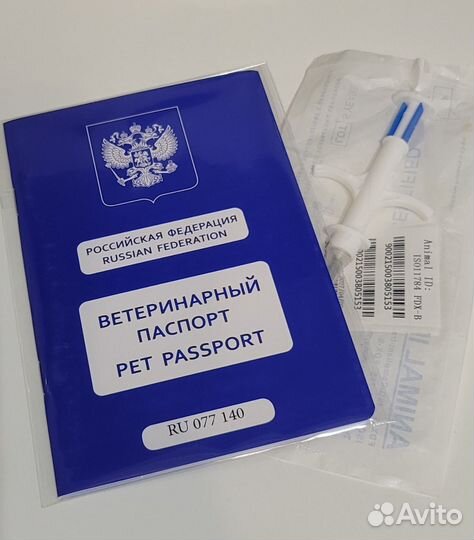 РОССИЙСКАЯ ФЕДЕРАЦИЯ
RUSSIAN FEDERATION
ВЕТЕРИНАРНЫЙ
ПАСПОРТ
PET PASSPORT
RU 077 140
Animal ID:
ISO11784 FDX-B
900215003805153
900215003805153
Avito